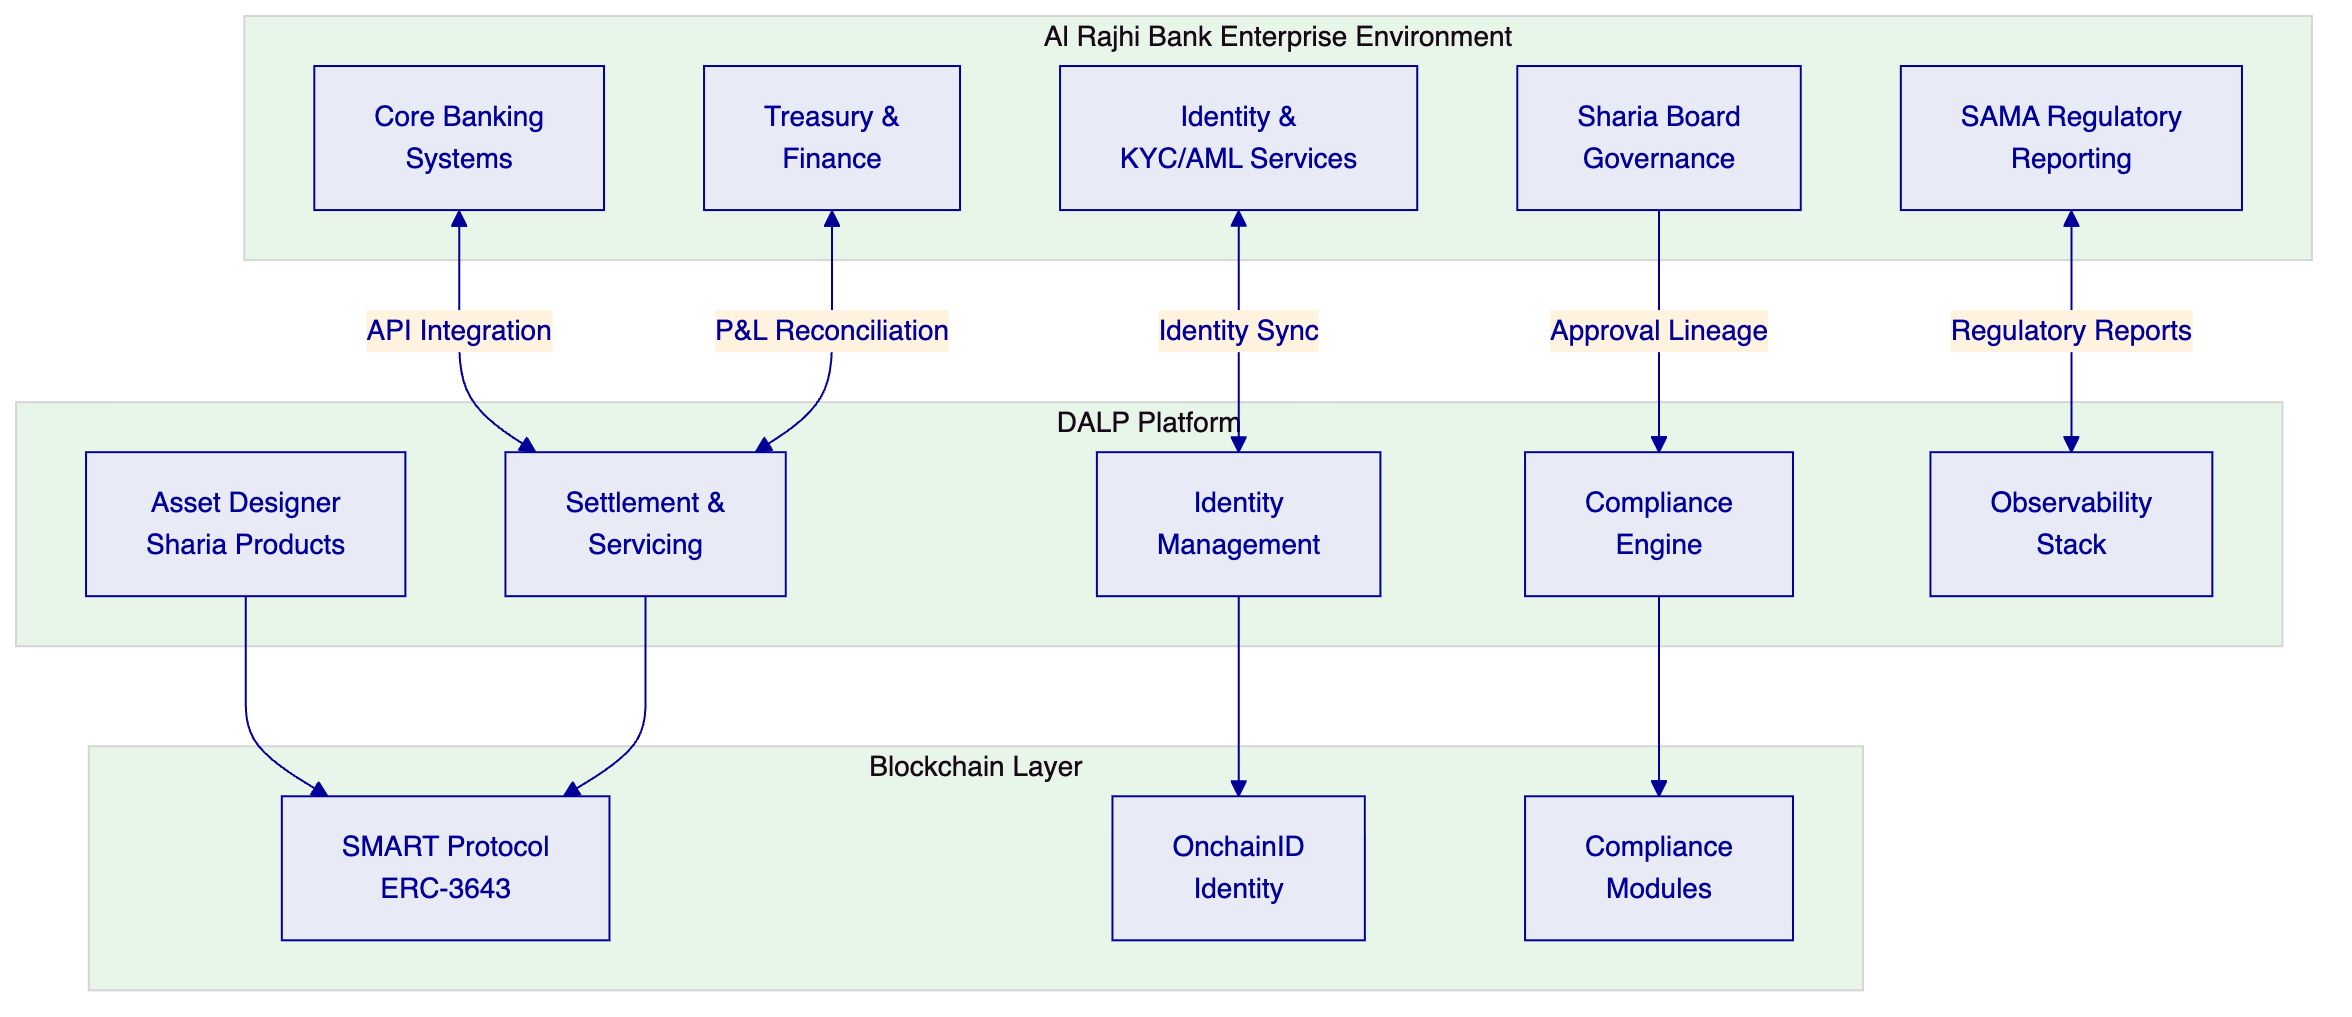 Al Rajhi Bank Enterprise Environment
Core Banking
Systems
Treasury &
Finance
Identity &
KYC/AML Services
Sharia Board
Governance
SAMA Regulatory
Reporting
API Integration
P&L Reconciliation
Identity Sync
Approval Lineage
Regulatory Reports
DALP Platform
Asset Designer
Sharia Products
Settlement &
Servicing
Identity
Management
Compliance
Engine
Observability
Stack
Blockchain Layer
SMART Protocol
ERC-3643
OnchainID
Identity
Compliance
Modules